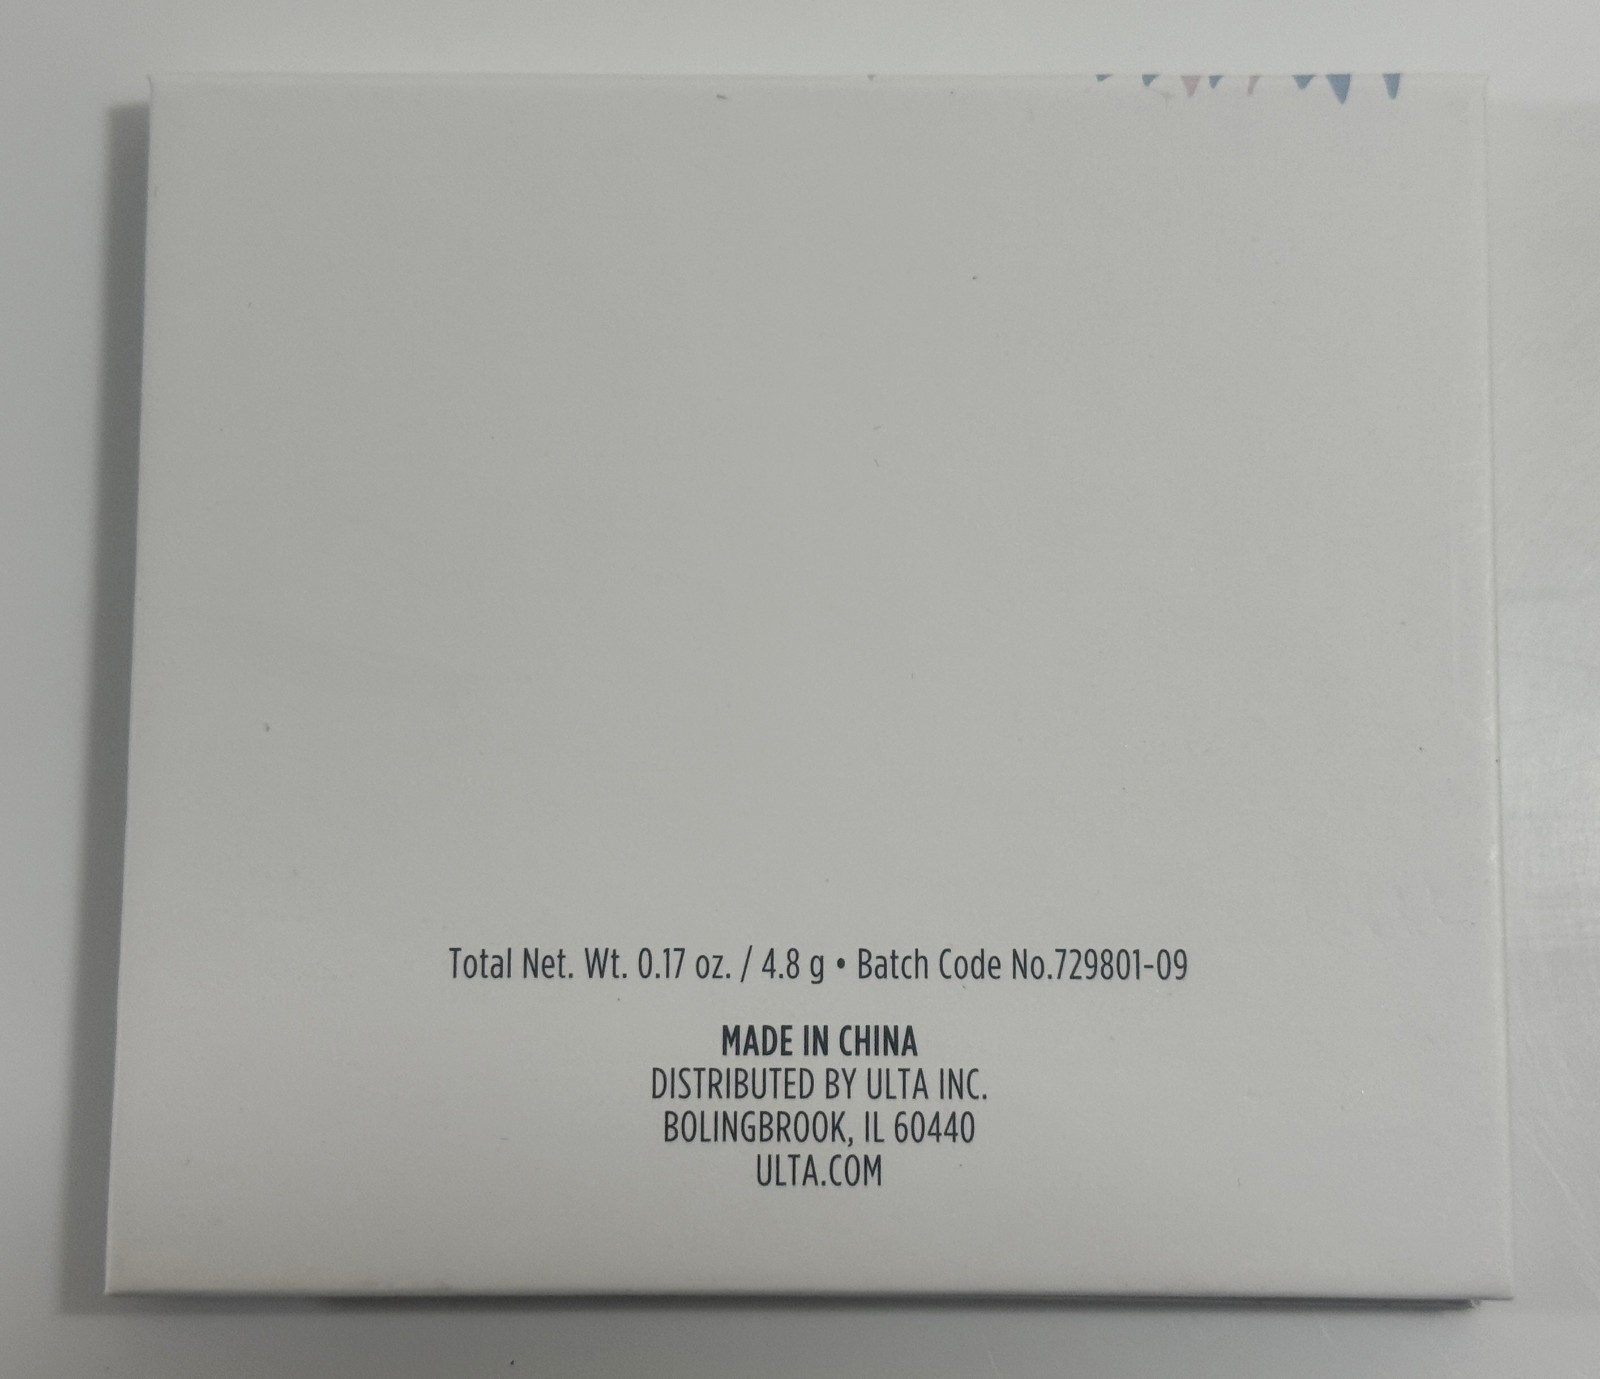 Total Net. Wt. 0.17 oz. / 4.8 g • Batch Code No.729801-09
MADE IN CHINA
DISTRIBUTED BY ULTA INC.
BOLINGBROOK, IL 60440
ULTA.COM